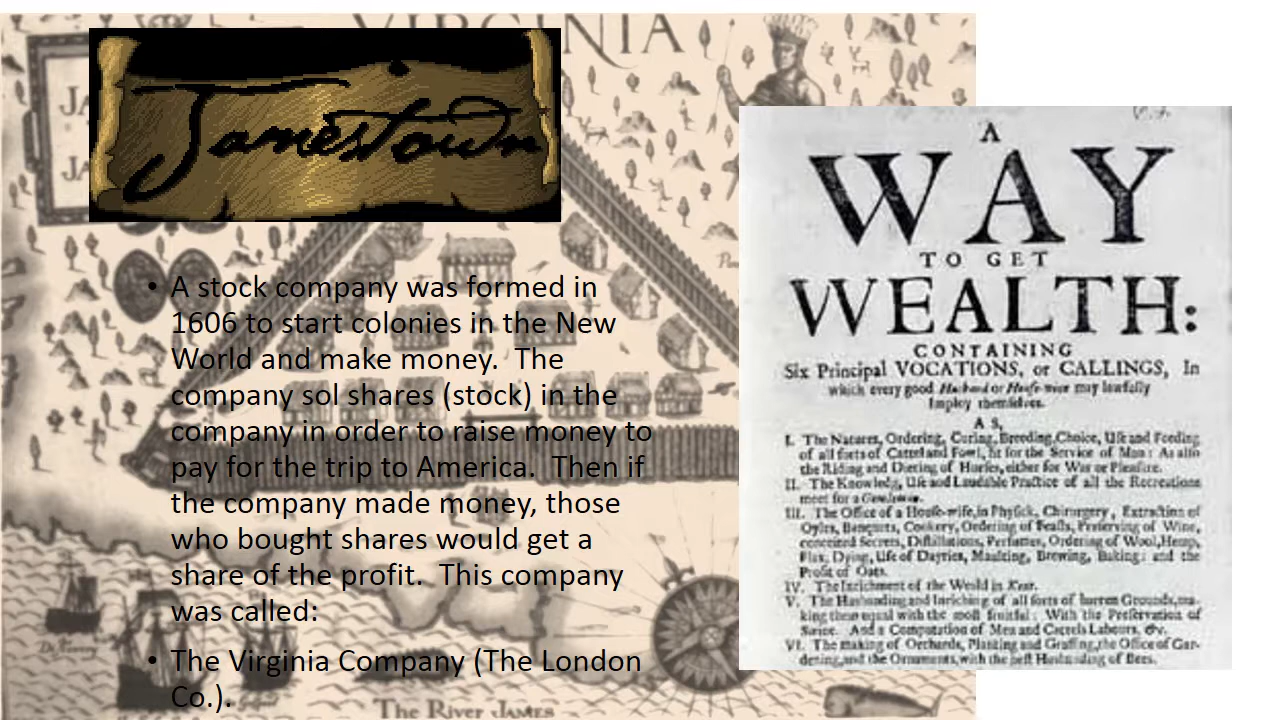 VIRGINIA
JA
JA
Jamestown
• A stock company was formed in
1606 to start colonies in the New
World and make money. The
company sol shares (stock) in the
company in order to raise money to
pay for the trip to America. Then if
the company made money, those
who bought shares would get a
share of the profit. This company
was called:
• The Virginia Company (The London
Co.).
The River JAMES
A
WAY
TO GET
WEALTH:
CONTAINING
Six Principal VOCATIONS, or CALLINGS, In
which every good Husband or House-wife may lawfully
Imploy themselves.
AS,
I. The Natures, Ordering, Curing, Breeding, Choice, Use and Feeding
of all sorts of Cattel and Fowl, fit for the Service of Man: As also
the Riding and Dieting of Horses, either for War or Pleasure.
II. The Knowledg, Use and Laudable Practice of all the Recreations
meet for a Gentleman.
III. The Office of a House-wife, in Physick, Chirurgery, Extraction of
Oyls, Banquets, Cookery, Ordering of Feasts, Preserving of Wine,
conceited Secrets, Distillations, Perfumes, Ordering of Wool, Hemp,
Flax, Dying, Use of Dayries, Maulting, Brewing, Baking: and the
Profit of Oats.
IV. The Inrichment of the Weald in Kent.
V. The Husbanding and Inriching of all sorts of barren Grounds, ma-
king them equal with the most fruitful: With the Preservation of
Swine. And a Computation of Men and Cattels Labours, &c.
VI. The making of Orchards, Planting and Grafting, the Office of Gar-
dening, and the Ornaments, with the best Husbanding of Bees.